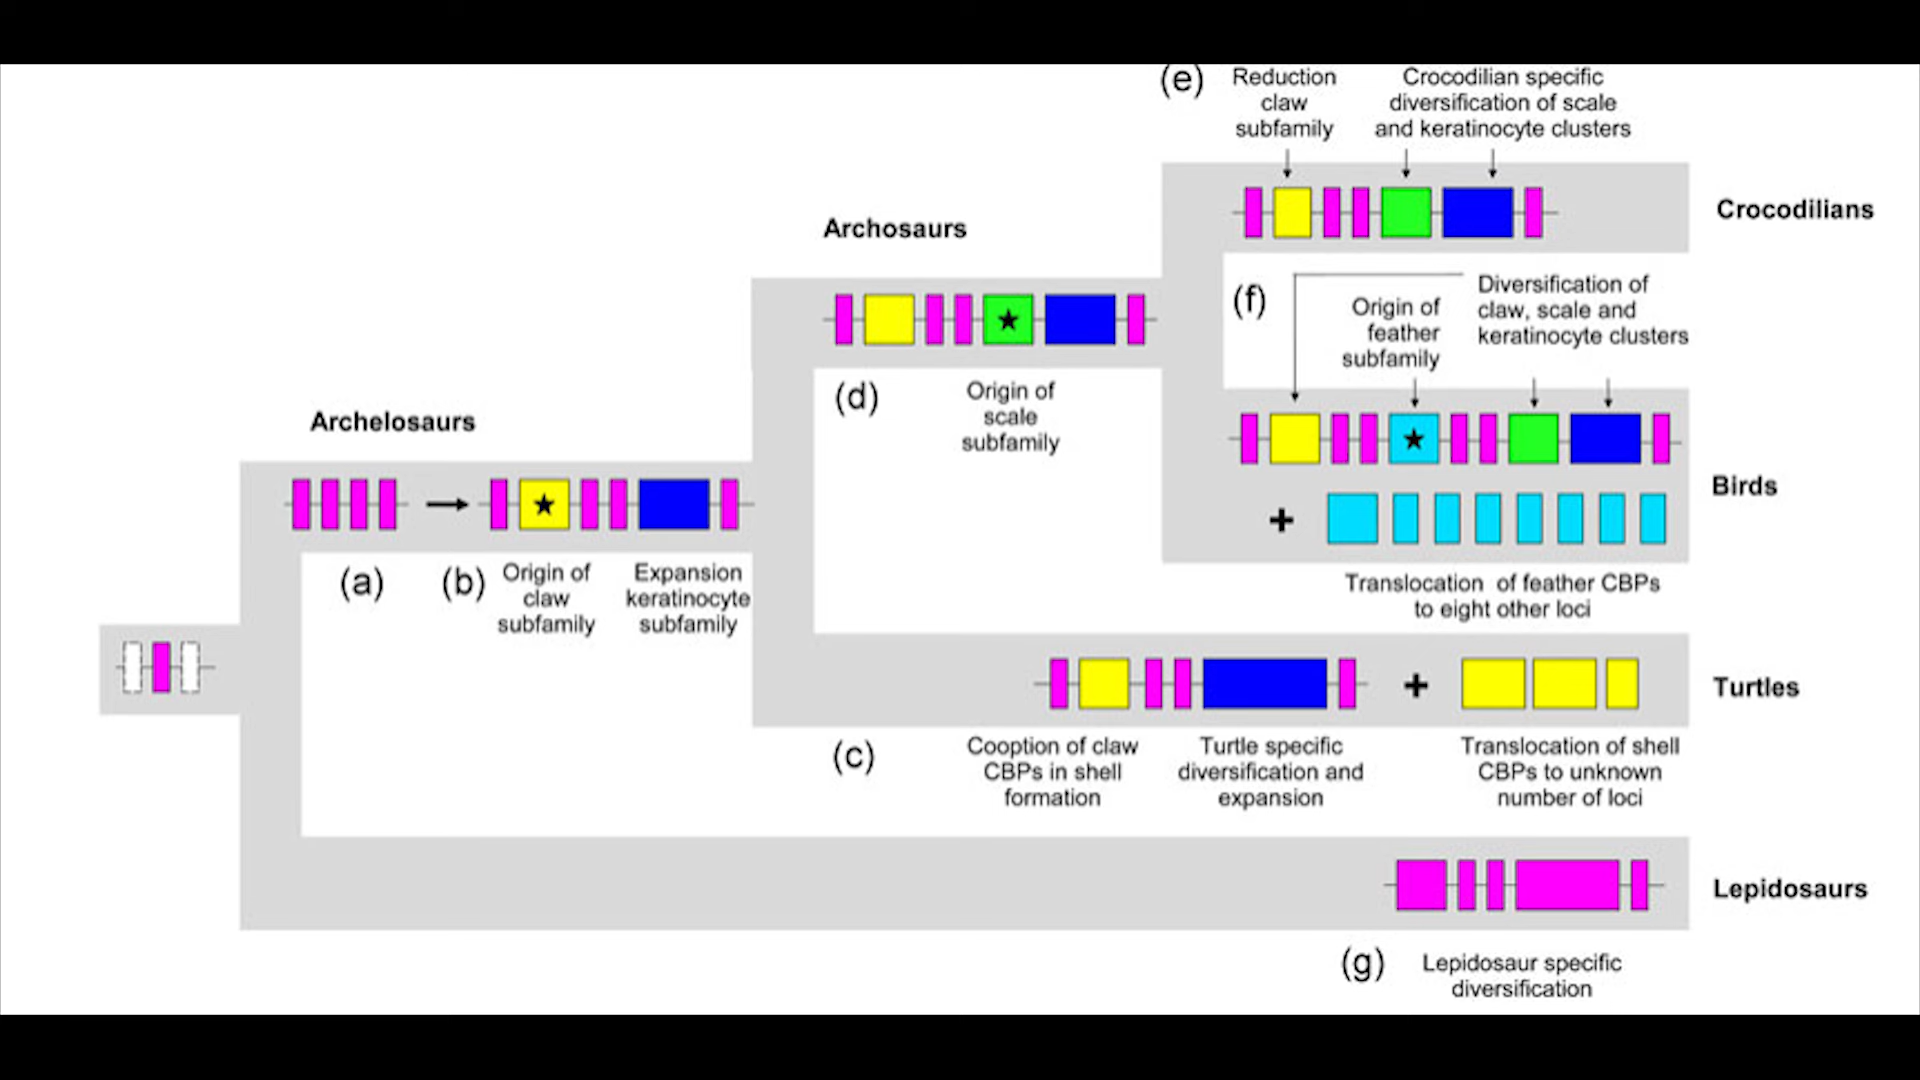 (e)
Reduction
claw
subfamily
Crocodilian specific
diversification of scale
and keratinocyte clusters
Crocodilians
Archosaurs
(d)
Origin of
scale
subfamily
(f)
Origin of
feather
subfamily
Diversification of
claw, scale and
keratinocyte clusters
Birds
+
Translocation of feather CBPs
to eight other loci
Archelosaurs
(a)
(b)
Origin of
claw
subfamily
Expansion
keratinocyte
subfamily
+
Turtles
(c)
Cooption of claw
CBPs in shell
formation
Turtle specific
diversification and
expansion
Translocation of shell
CBPs to unknown
number of loci
Lepidosaurs
(g)
Lepidosaur specific
diversification